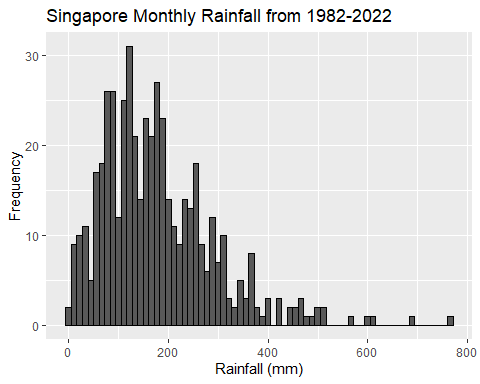 Singapore Monthly Rainfall from 1982-2022
30
20
10
0
Frequency
0 200 400 600 800
Rainfall (mm)